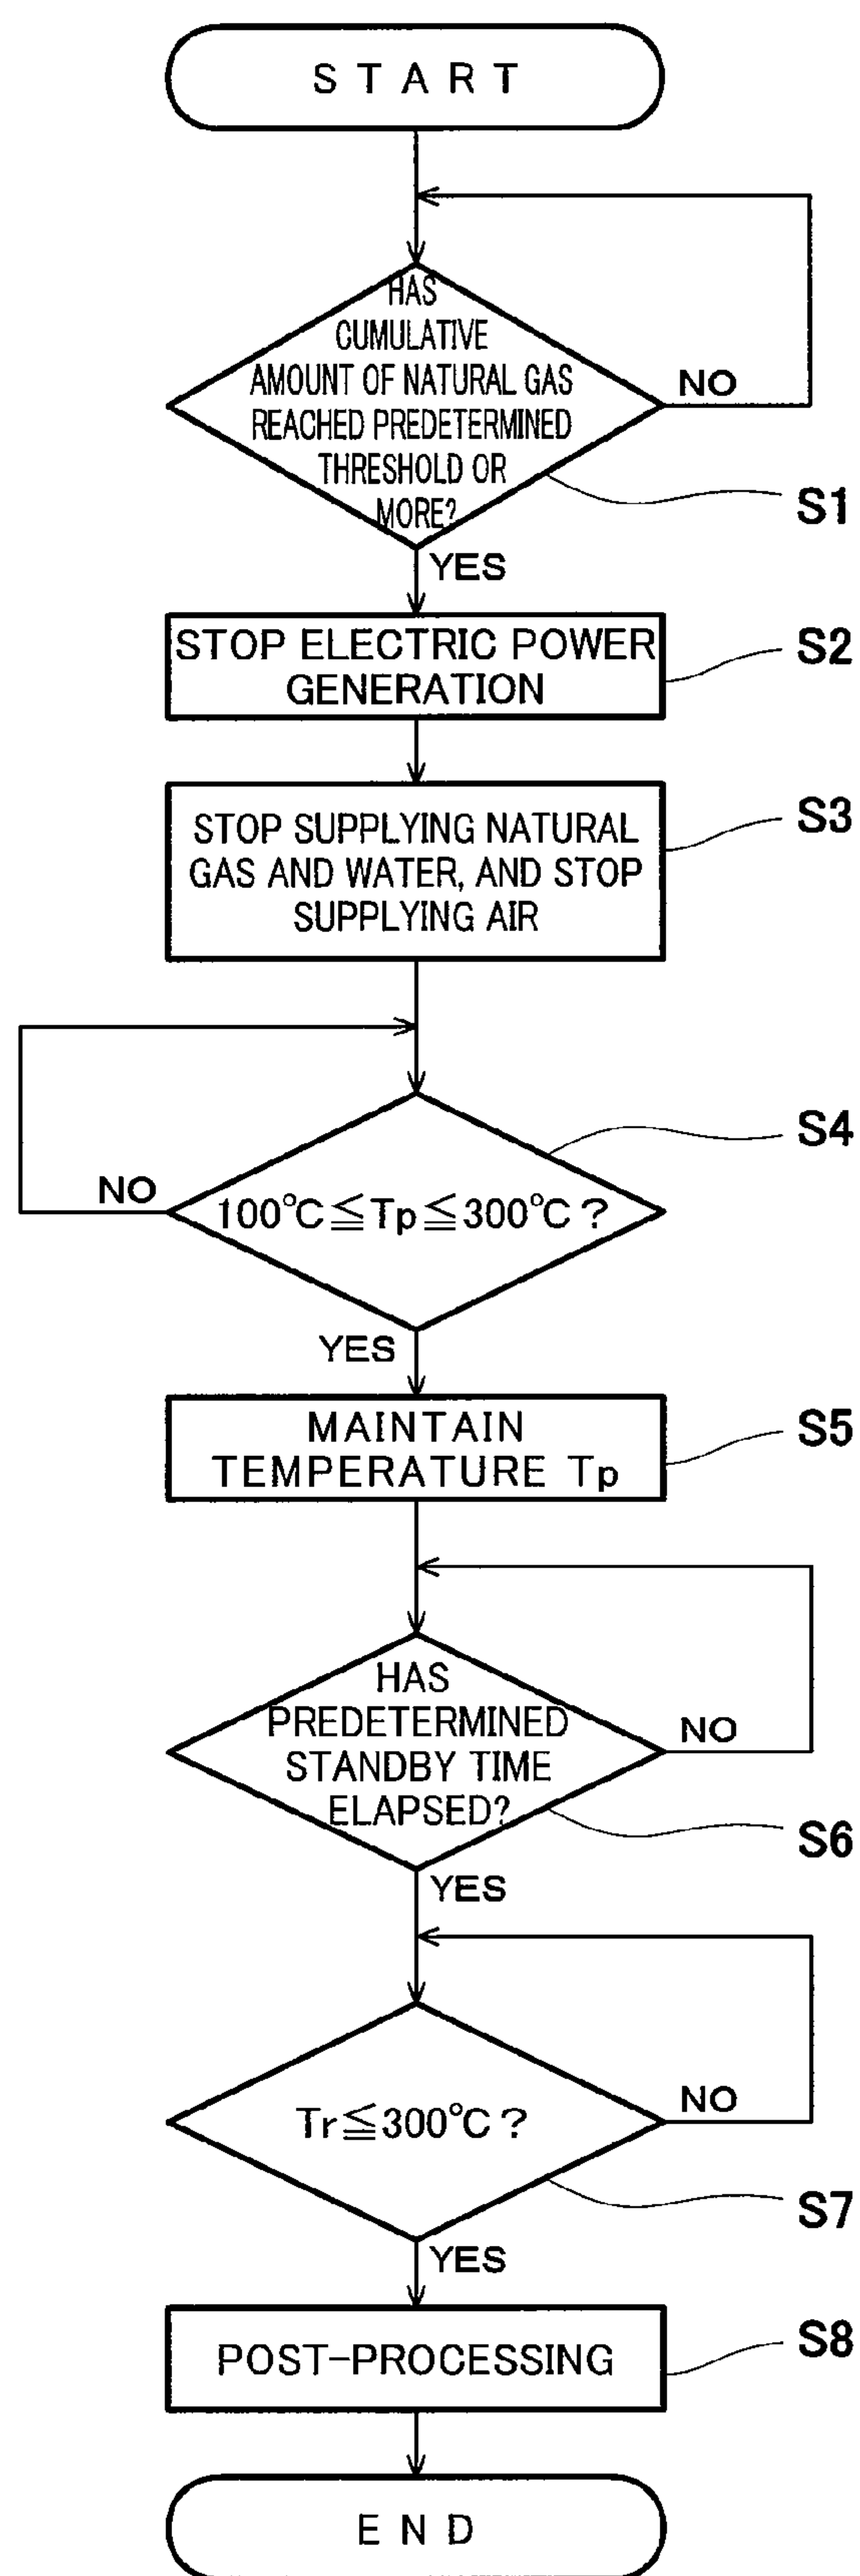 START
HAS
CUMULATIVE
AMOUNT OF NATURAL GAS
REACHED PREDETERMINED
THRESHOLD OR
MORE?
NO
S1
YES
STOP ELECTRIC POWER
GENERATION
S2
STOP SUPPLYING NATURAL
GAS AND WATER, AND STOP
SUPPLYING AIR
S3
100℃≦Tp≦300℃?
NO
S4
YES
MAINTAIN
TEMPERATURE Tp
S5
HAS
PREDETERMINED
STANDBY TIME
ELAPSED?
NO
S6
YES
Tr≦300℃?
NO
S7
YES
POST-PROCESSING
S8
END